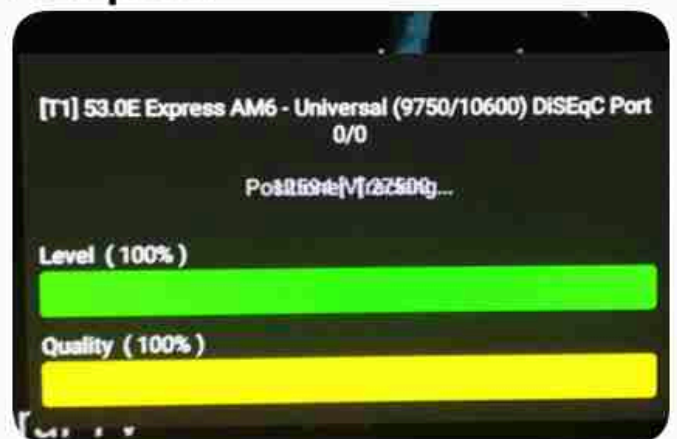 [T1] 53.0E Express AM6 - Universal (9750/10600) DiSEqC Port
0/0
Level (100%)
Quality (100%)